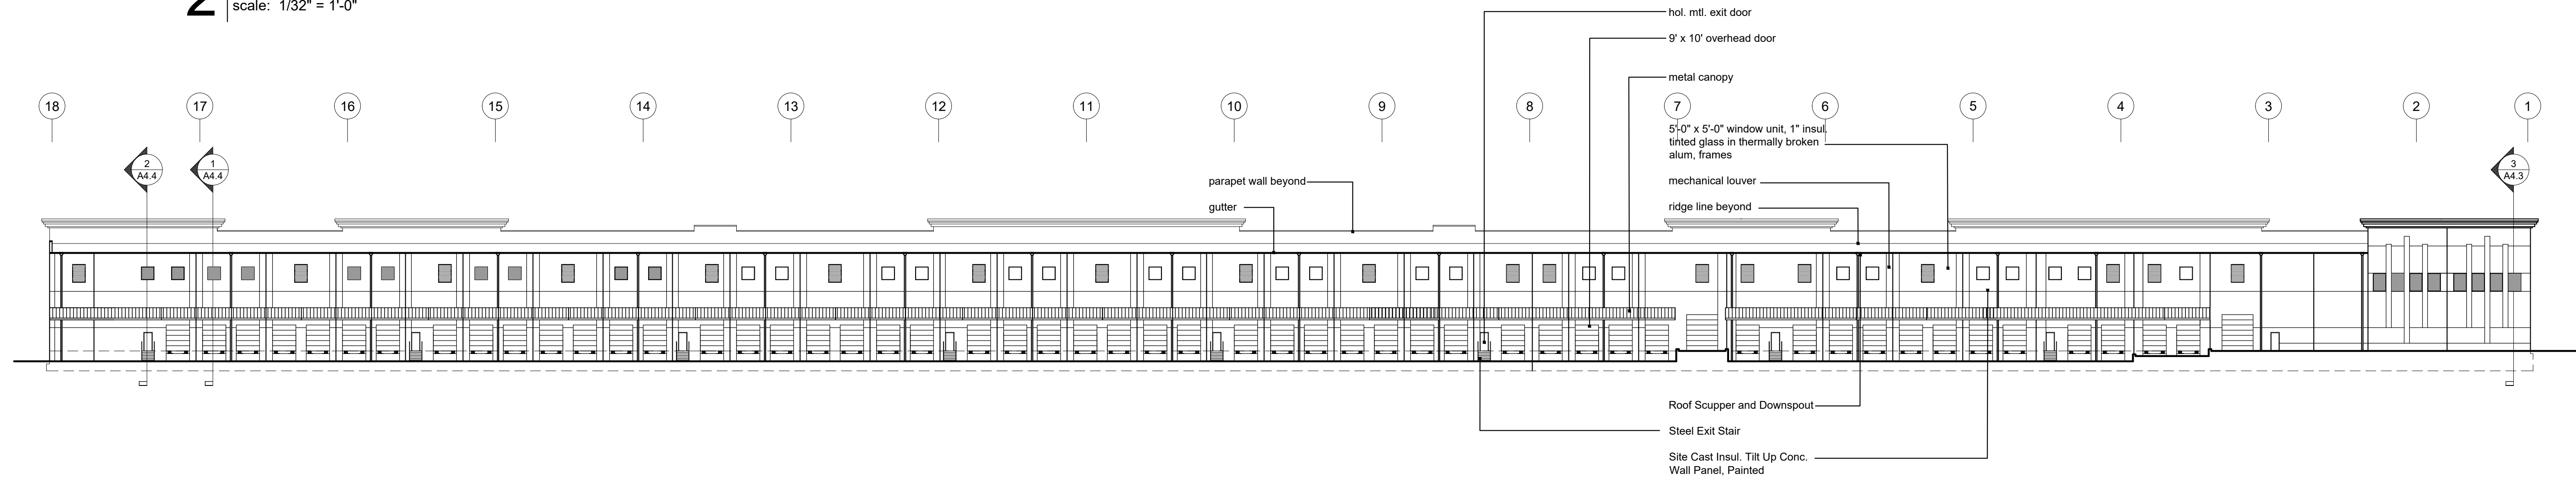 2
scale: 1/32" = 1'-0"
hol. mtl. exit door
9' x 10' overhead door
metal canopy
18
17
16
15
14
13
12
11
10
9
8
7
6
5
4
3
2
1
5'-0" x 5'-0" window unit, 1" insul.
tinted glass in thermally broken
alum, frames
2
A4.4
1
A4.4
3
A4.3
parapet wall beyond
mechanical louver
gutter
ridge line beyond
Roof Scupper and Downspout
Steel Exit Stair
Site Cast Insul. Tilt Up Conc.
Wall Panel, Painted